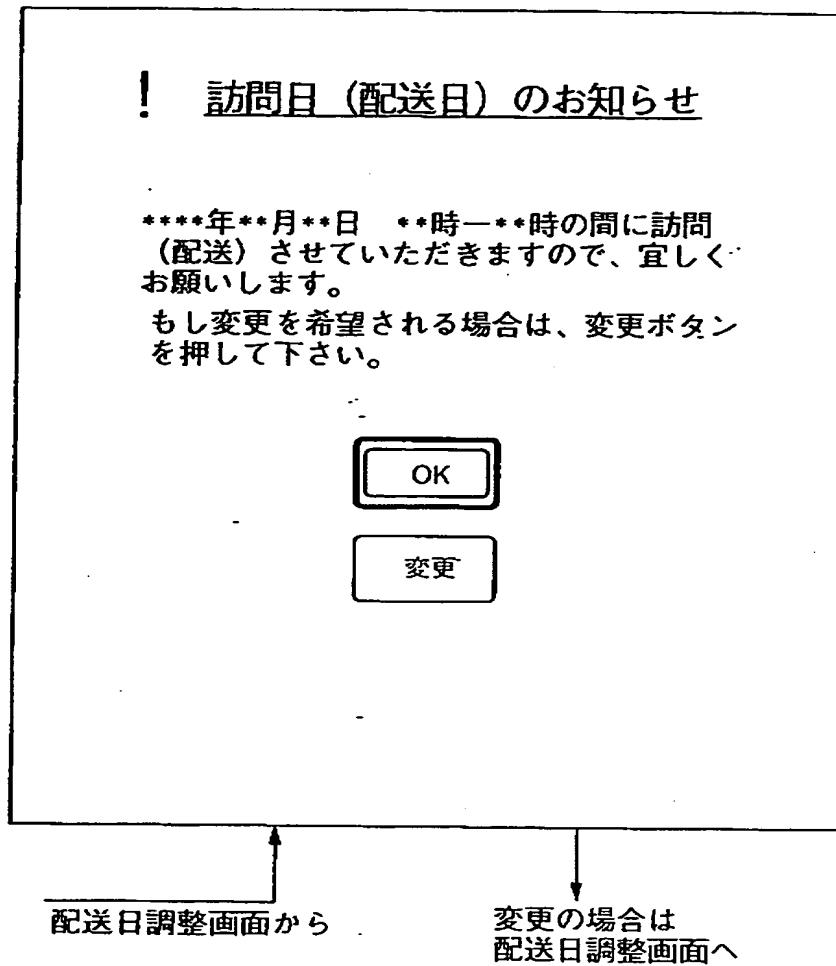 ! 訪問日(配送日)のお知らせ
****年**月**日 **時ー**時の間に訪問
(配送)させていただきますので、宜しく
お願いします。
もし変更を希望される場合は、変更ボタン
を押して下さい。
OK
変更
配送日調整画面から
変更の場合は
配送日調整画面へ